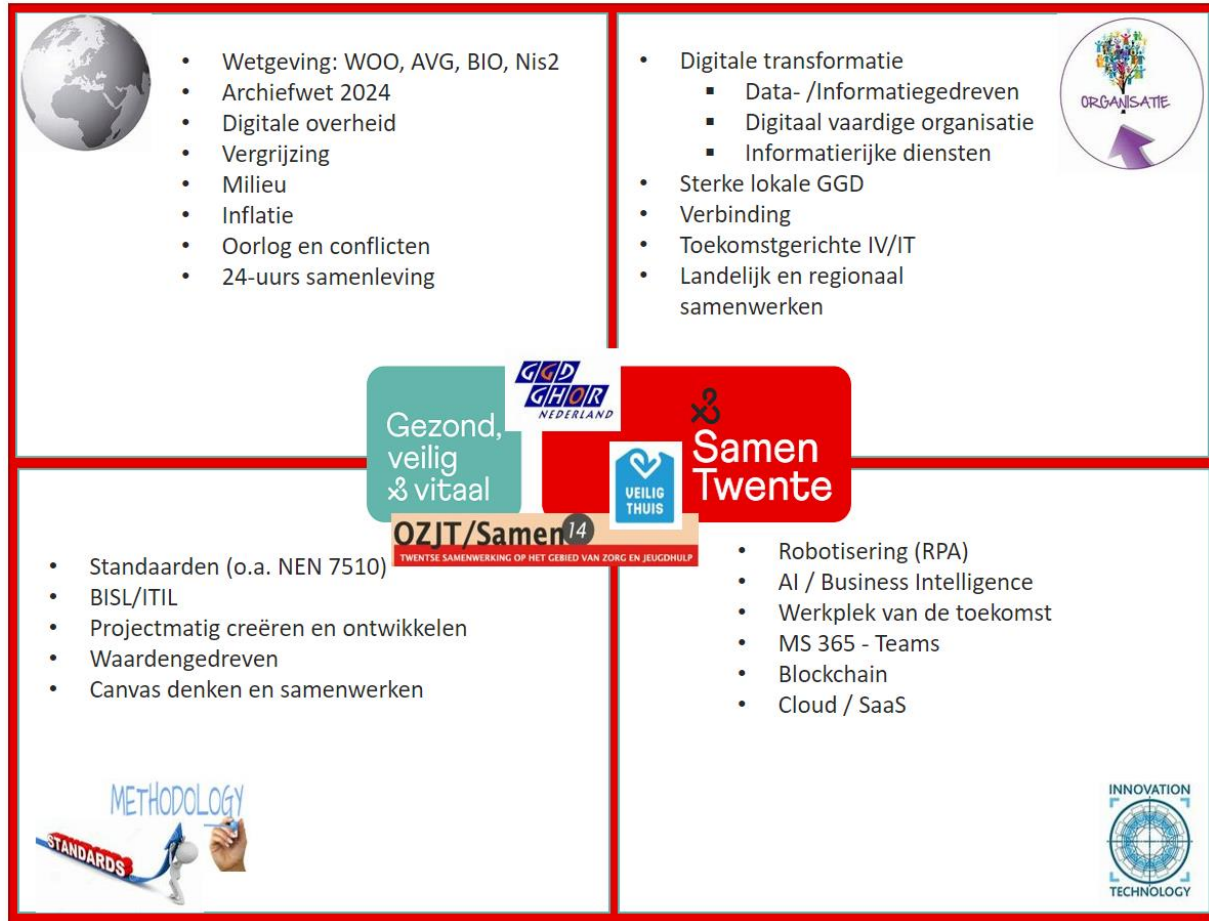 Wetgeving: WOO, AVG, BIO, Nis2
Archiefwet 2024
Digitale overheid
Vergrijzing
Milieu
Inflatie
Oorlog en conflicten
24-uurs samenleving
Digitale transformatie
Data- /Informatiegedreven
Digitaal vaardige organisatie
Informatierijke diensten
Sterke lokale GGD
Verbinding
Toekomstgerichte IV/IT
Landelijk en regionaal
samenwerken
ORGANISATIE
GGD
GHOR
NEDERLAND
Gezond,
veilig
& vitaal
&
Samen
Twente
VEILIG
THUIS
OZJT/Samen 14
TWENTSE SAMENWERKING OP HET GEBIED VAN ZORG EN JEUGDHULP
Standaarden (o.a. NEN 7510)
BISL/ITIL
Projectmatig creëren en ontwikkelen
Waardengedreven
Canvas denken en samenwerken
METHODOLOGY
STANDARDS
Robotisering (RPA)
AI / Business Intelligence
Werkplek van de toekomst
MS 365 - Teams
Blockchain
Cloud / SaaS
INNOVATION
TECHNOLOGY